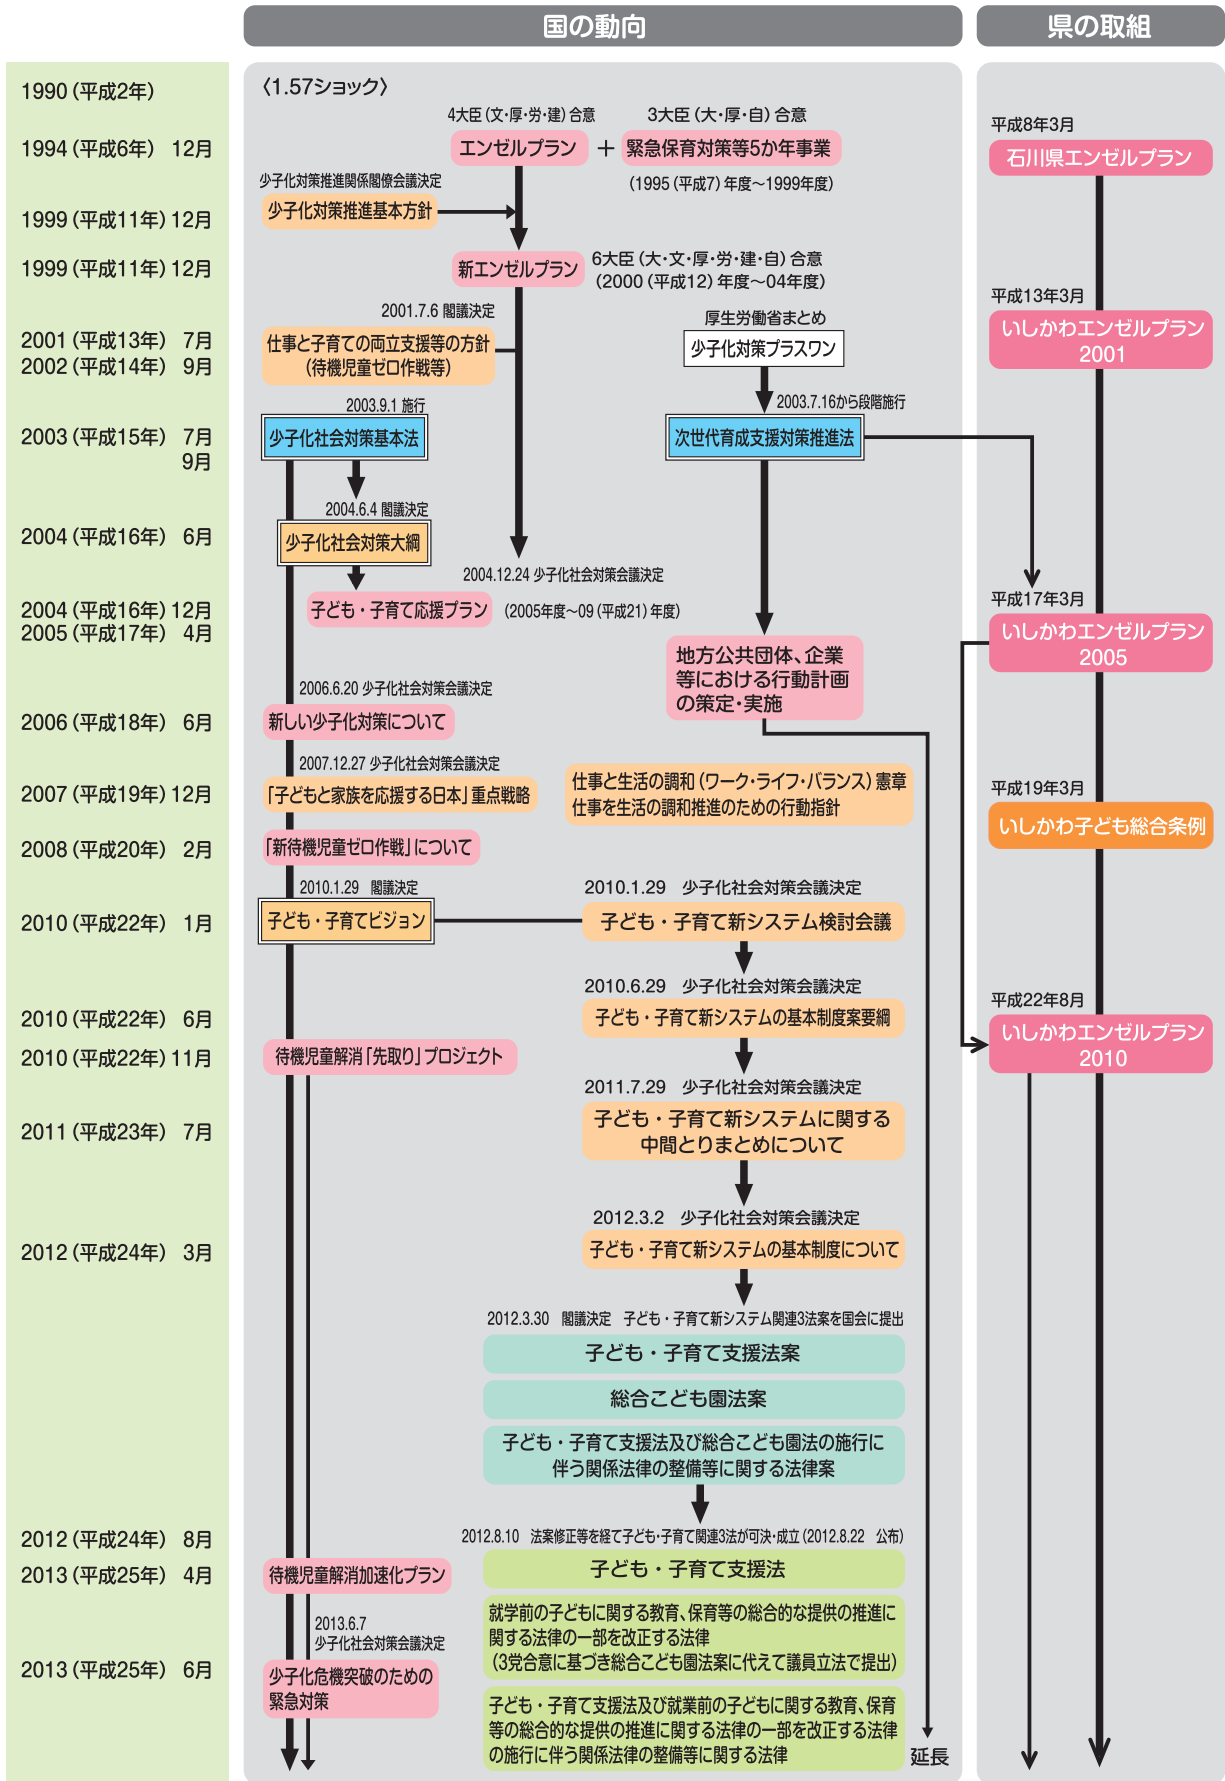 国の動向
県の取組
1990（平成2年）
〈1.57ショック〉
4大臣（文・厚・労・建）合意
3大臣（大・厚・自）合意
平成8年3月
1994（平成6年） 12月
エンゼルプラン
＋
緊急保育対策等5か年事業
石川県エンゼルプラン
（1995（平成7）年度〜1999年度）
少子化対策推進関係閣僚会議決定
1999（平成11年）12月
少子化対策推進基本方針
1999（平成11年）12月
新エンゼルプラン
6大臣（大・文・厚・労・建・自）合意
（2000（平成12）年度〜04年度）
平成13年3月
2001.7.6 閣議決定
厚生労働省まとめ
2001（平成13年） 7月
2002（平成14年） 9月
仕事と子育ての両立支援等の方針
（待機児童ゼロ作戦等）
少子化対策プラスワン
いしかわエンゼルプラン
2001
2003.9.1 施行
2003.7.16から段階施行
2003（平成15年） 7月
9月
少子化社会対策基本法
次世代育成支援対策推進法
2004.6.4 閣議決定
2004（平成16年） 6月
少子化社会対策大綱
2004.12.24 少子化社会対策会議決定
平成17年3月
2004（平成16年）12月
2005（平成17年） 4月
子ども・子育て応援プラン
（2005年度〜09（平成21）年度）
いしかわエンゼルプラン
2005
地方公共団体、企業
等における行動計画
の策定・実施
2006.6.20 少子化社会対策会議決定
2006（平成18年） 6月
新しい少子化対策について
2007.12.27 少子化社会対策会議決定
2007（平成19年）12月
「子どもと家族を応援する日本」重点戦略
仕事と生活の調和（ワーク・ライフ・バランス）憲章
仕事を生活の調和推進のための行動指針
平成19年3月
いしかわ子ども総合条例
2008（平成20年） 2月
「新待機児童ゼロ作戦」について
2010.1.29 閣議決定
2010.1.29 少子化社会対策会議決定
2010（平成22年） 1月
子ども・子育てビジョン
子ども・子育て新システム検討会議
2010.6.29 少子化社会対策会議決定
平成22年8月
2010（平成22年） 6月
子ども・子育て新システムの基本制度案要綱
いしかわエンゼルプラン
2010
2010（平成22年）11月
待機児童解消「先取り」プロジェクト
2011.7.29 少子化社会対策会議決定
2011（平成23年） 7月
子ども・子育て新システムに関する
中間とりまとめについて
2012.3.2 少子化社会対策会議決定
2012（平成24年） 3月
子ども・子育て新システムの基本制度について
2012.3.30 閣議決定 子ども・子育て新システム関連3法案を国会に提出
子ども・子育て支援法案
総合こども園法案
子ども・子育て支援法及び総合こども園法の施行に
伴う関係法律の整備等に関する法律案
2012（平成24年） 8月
2012.8.10 法案修正等を経て子ども・子育て関連3法が可決・成立（2012.8.22 公布）
2013（平成25年） 4月
待機児童解消加速化プラン
子ども・子育て支援法
就学前の子どもに関する教育、保育等の総合的な提供の推進に
関する法律の一部を改正する法律
（3党合意に基づき総合こども園法案に代えて議員立法で提出）
2013.6.7
少子化社会対策会議決定
2013（平成25年） 6月
少子化危機突破のための
緊急対策
子ども・子育て支援法及び就業前の子どもに関する教育、保育
等の総合的な提供の推進に関する法律の一部を改正する法律
の施行に伴う関係法律の整備等に関する法律
延長